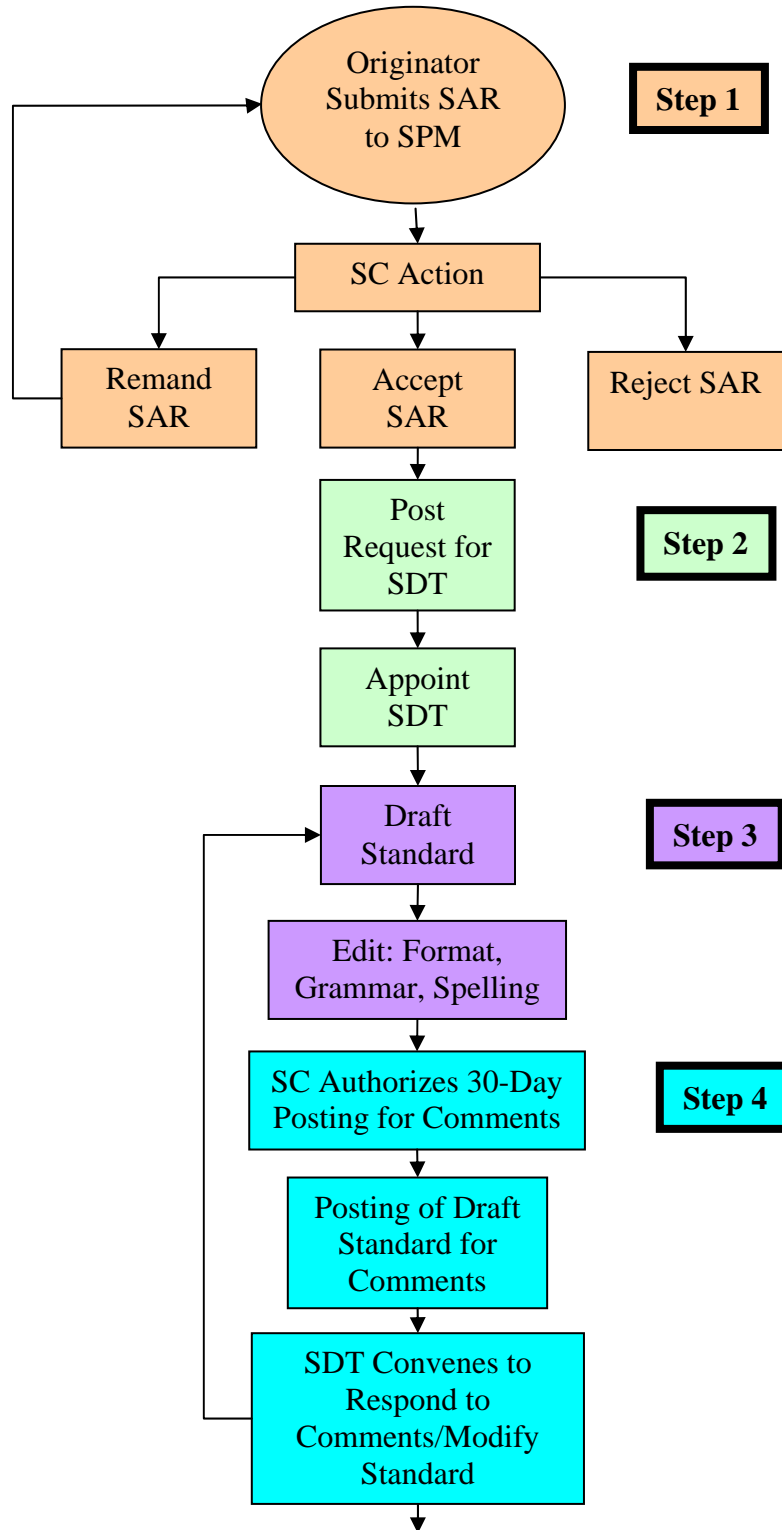 Originator
Submits SAR
to SPM
Step 1
SC Action
Remand
SAR
Accept
SAR
Reject SAR
Post
Request for
SDT
Step 2
Appoint
SDT
Draft
Standard
Step 3
Edit: Format,
Grammar, Spelling
SC Authorizes 30-Day
Posting for Comments
Step 4
Posting of Draft
Standard for
Comments
SDT Convenes to
Respond to
Comments/Modify
Standard